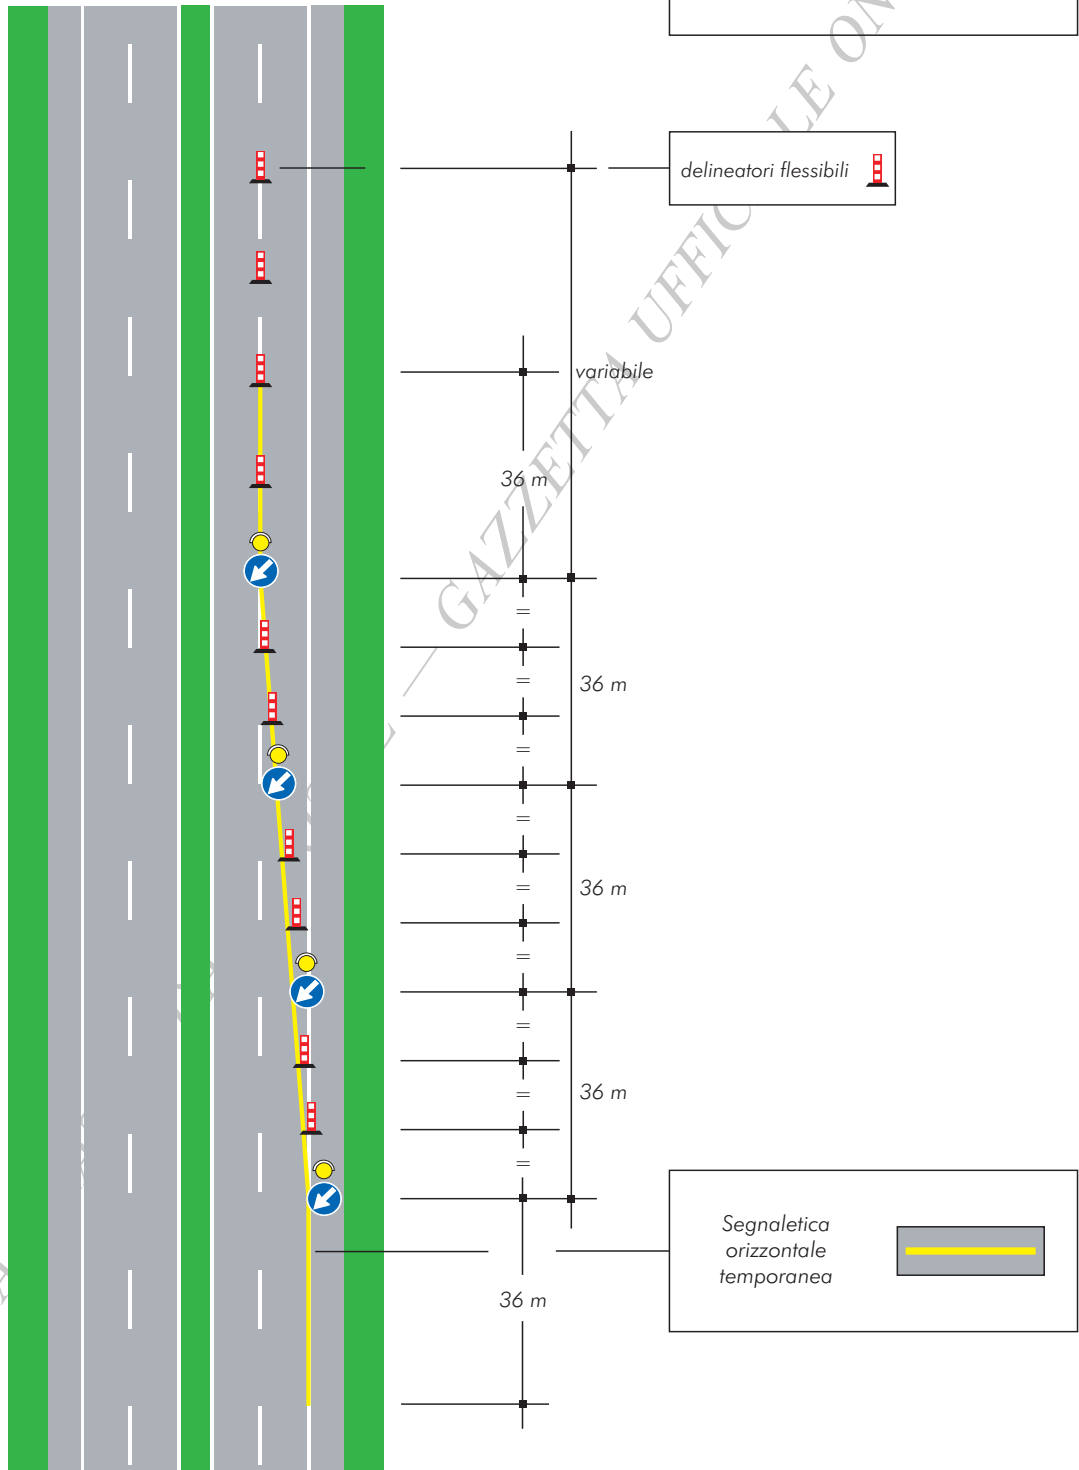 delineatori flessibili
variabile
36 m
36 m
36 m
36 m
Segnaletica
orizzontale
temporanea
36 m
GAZZETTA UFFICIALE ON